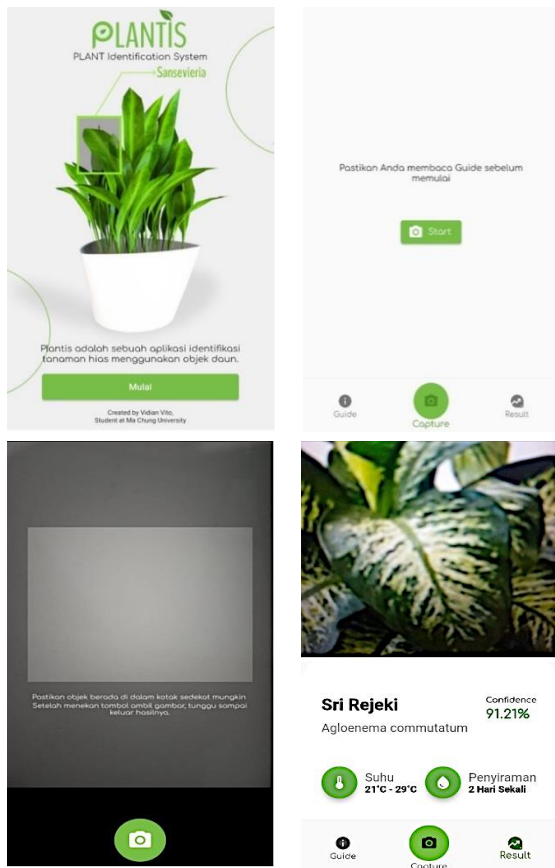 PLANTIS
PLANT Identification System
Sansevieria
Plantis adalah sebuah aplikasi identifikasi
tanaman hias menggunakan objek daun.
Mulai
Created by Vidian Vito,
Student at Ma Chung University
Pastikan Anda membaca Guide sebelum
memulai
Start
Guide
Capture
Result
Pastikan objek berada di dalam kotak sedekat mungkin
Setelah menekan tombol ambil gambar, tunggu sampai
keluar hasilnya.
Sri Rejeki
Confidence
91.21%
Agloenema commutatum
Suhu
21°C - 29°C
Penyiraman
2 Hari Sekali
Guide
Capture
Result